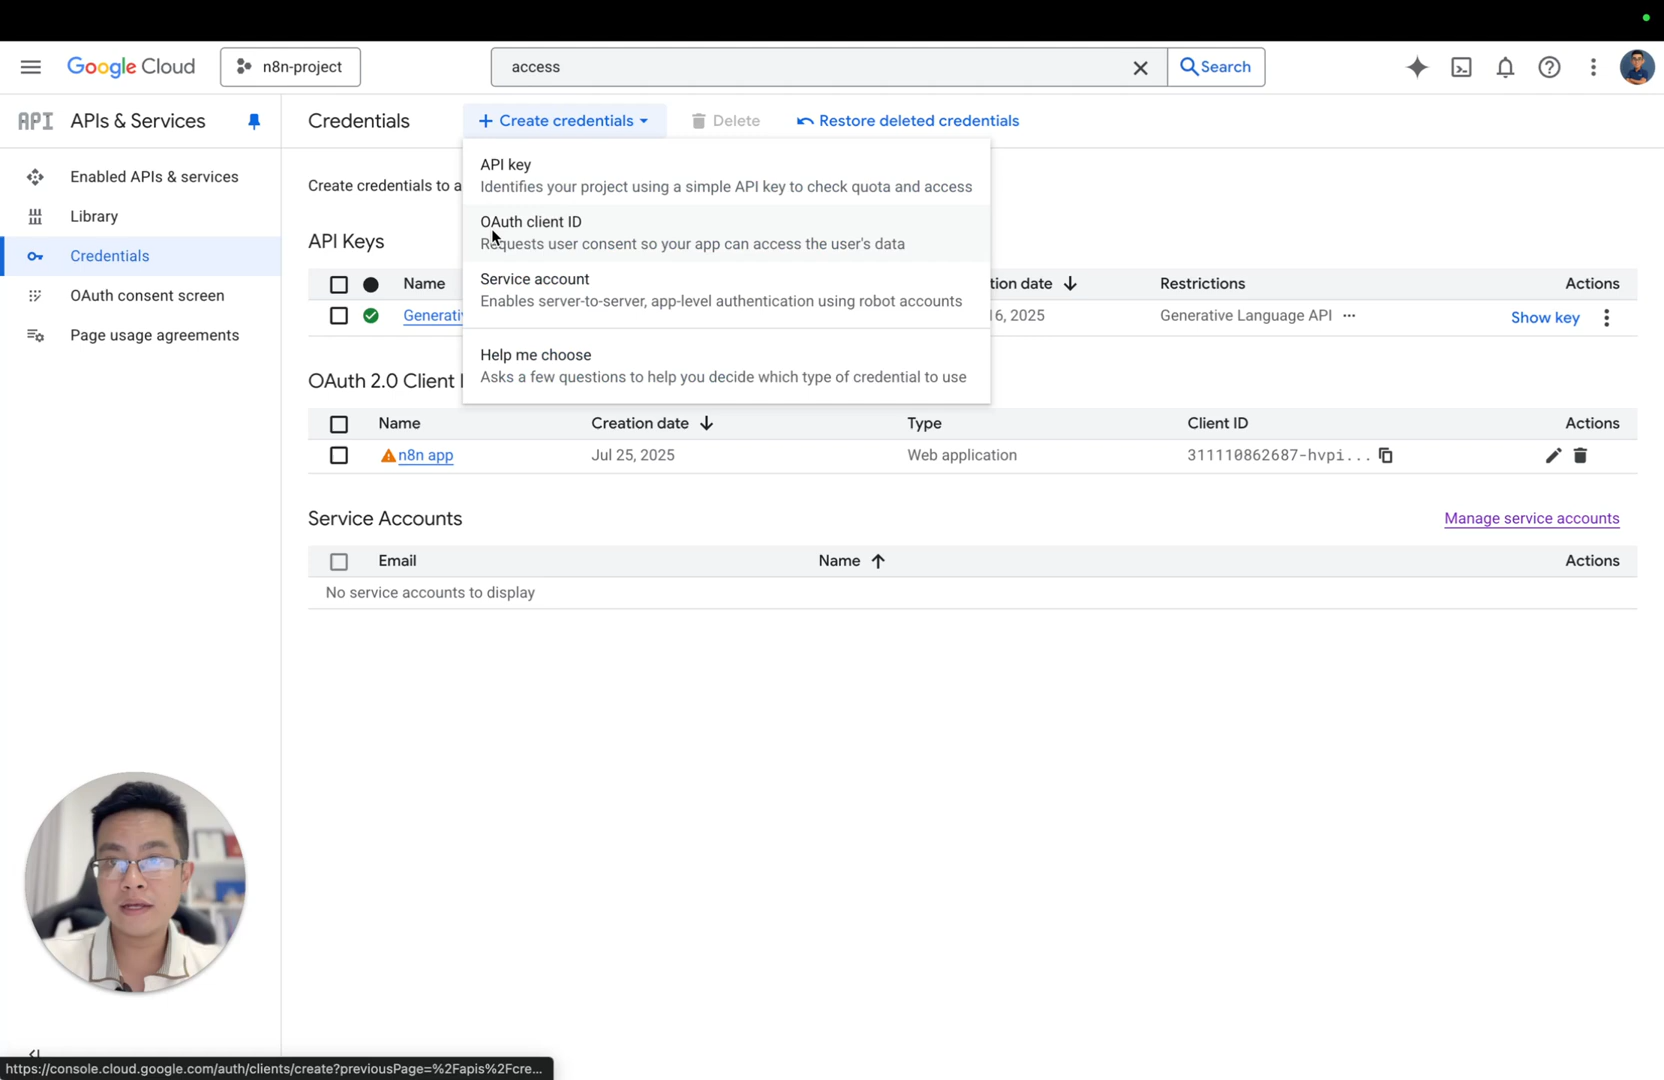 Google Cloud
n8n-project
access
Search
API
APIs & Services
Credentials
Create credentials
Delete
Restore deleted credentials
Enabled APIs & services
Library
Credentials
OAuth consent screen
Page usage agreements
Create credentials to a
API key
Identifies your project using a simple API key to check quota and access
OAuth client ID
Requests user consent so your app can access the user's data
Service account
Enables server-to-server, app-level authentication using robot accounts
Help me choose
Asks a few questions to help you decide which type of credential to use
API Keys
Name
tion date
Restrictions
Actions
Generati
16, 2025
Generative Language API
Show key
OAuth 2.0 Client I
Name
Creation date
Type
Client ID
Actions
n8n app
Jul 25, 2025
Web application
311110862687-hvpi...
Service Accounts
Manage service accounts
Email
Name
Actions
No service accounts to display
https://console.cloud.google.com/auth/clients/create?previousPage=%2Fapis%2Fcre...